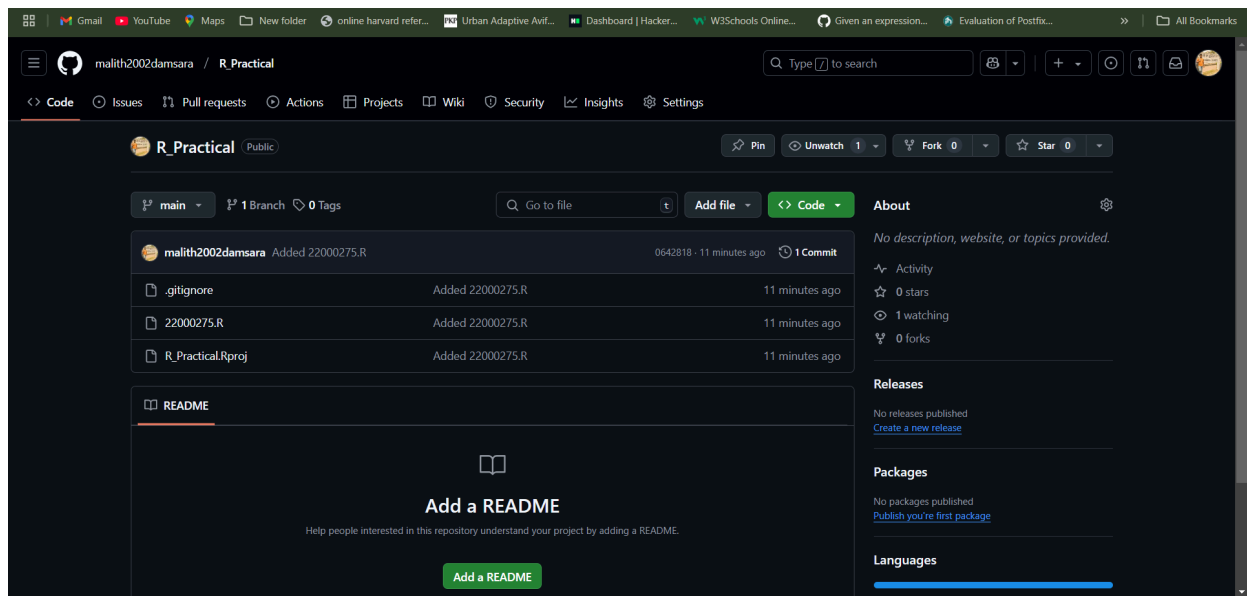 Gmail YouTube Maps New folder online harvard refer... PKP Urban Adaptive Avif... Dashboard | Hacker... W3Schools Online... Given an expression... Evaluation of Postfix... » All Bookmarks
malith2002damsara / R_Practical Type / to search
Code Issues Pull requests Actions Projects Wiki Security Insights Settings
R_Practical Public Pin Unwatch 1 Fork 0 Star 0
main 1 Branch 0 Tags Go to file t Add file Code
malith2002damsara Added 22000275.R 0642818 · 11 minutes ago 1 Commit
.gitignore Added 22000275.R 11 minutes ago
22000275.R Added 22000275.R 11 minutes ago
R_Practical.Rproj Added 22000275.R 11 minutes ago
README
Add a README
Help people interested in this repository understand your project by adding a README.
Add a README
About
No description, website, or topics provided.
Activity
0 stars
1 watching
0 forks
Releases
No releases published
Create a new release
Packages
No packages published
Publish you're first package
Languages